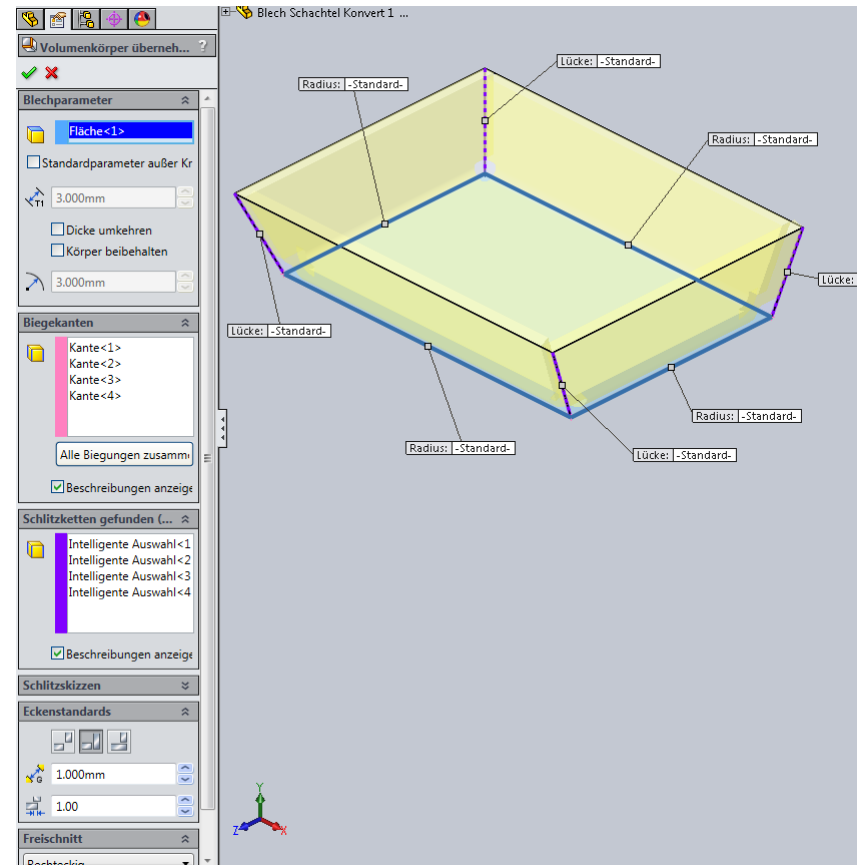 Blech Schachtel Konvert 1 ...
Volumenkörper überneh... ?
Blechparameter
Fläche<1>
Standardparameter außer Kr
T1 3.000mm
Dicke umkehren
Körper beibehalten
3.000mm
Biegekanten
Kante<1>
Kante<2>
Kante<3>
Kante<4>
Alle Biegungen zusamm
Beschreibungen anzeige
Schlitzketten gefunden (...
Intelligente Auswahl<1
Intelligente Auswahl<2
Intelligente Auswahl<3
Intelligente Auswahl<4
Beschreibungen anzeige
Schlitzskizzen
Eckenstandards
G 1.000mm
1.00
Freischnitt
Rechteckig
Lücke: -Standard-
Radius: -Standard-
Radius: -Standard-
Lücke:
Lücke: -Standard-
Radius: -Standard-
Radius: -Standard-
Lücke: -Standard-
Y
Z
X